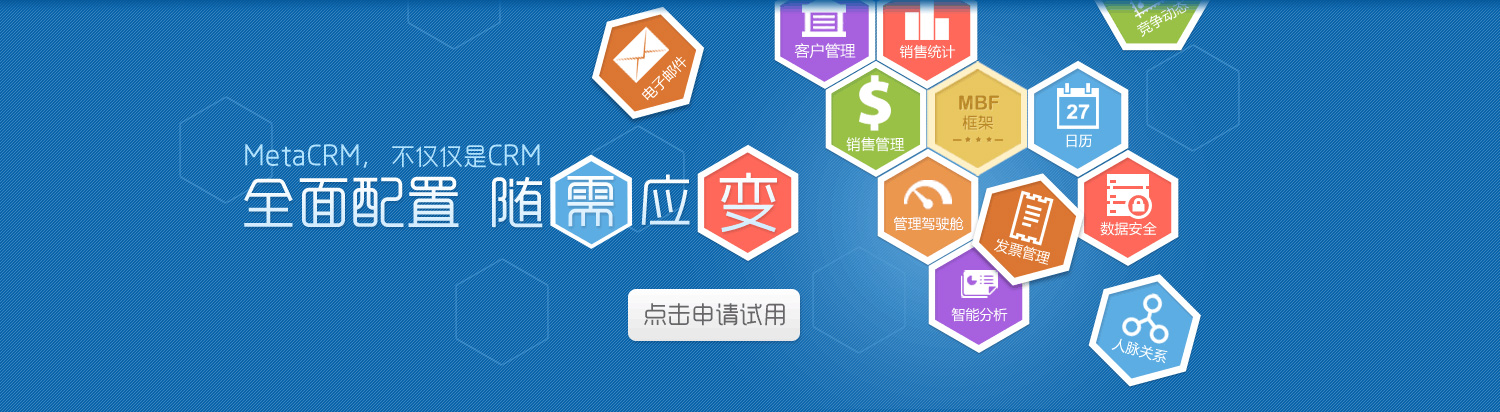 MetaCRM，不仅仅是CRM
全面配置 随需应变
点击申请试用
电子邮件
客户管理
销售统计
竞争动态
销售管理
MBF
框架
27
日历
管理驾驶舱
发票管理
数据安全
智能分析
人脉关系